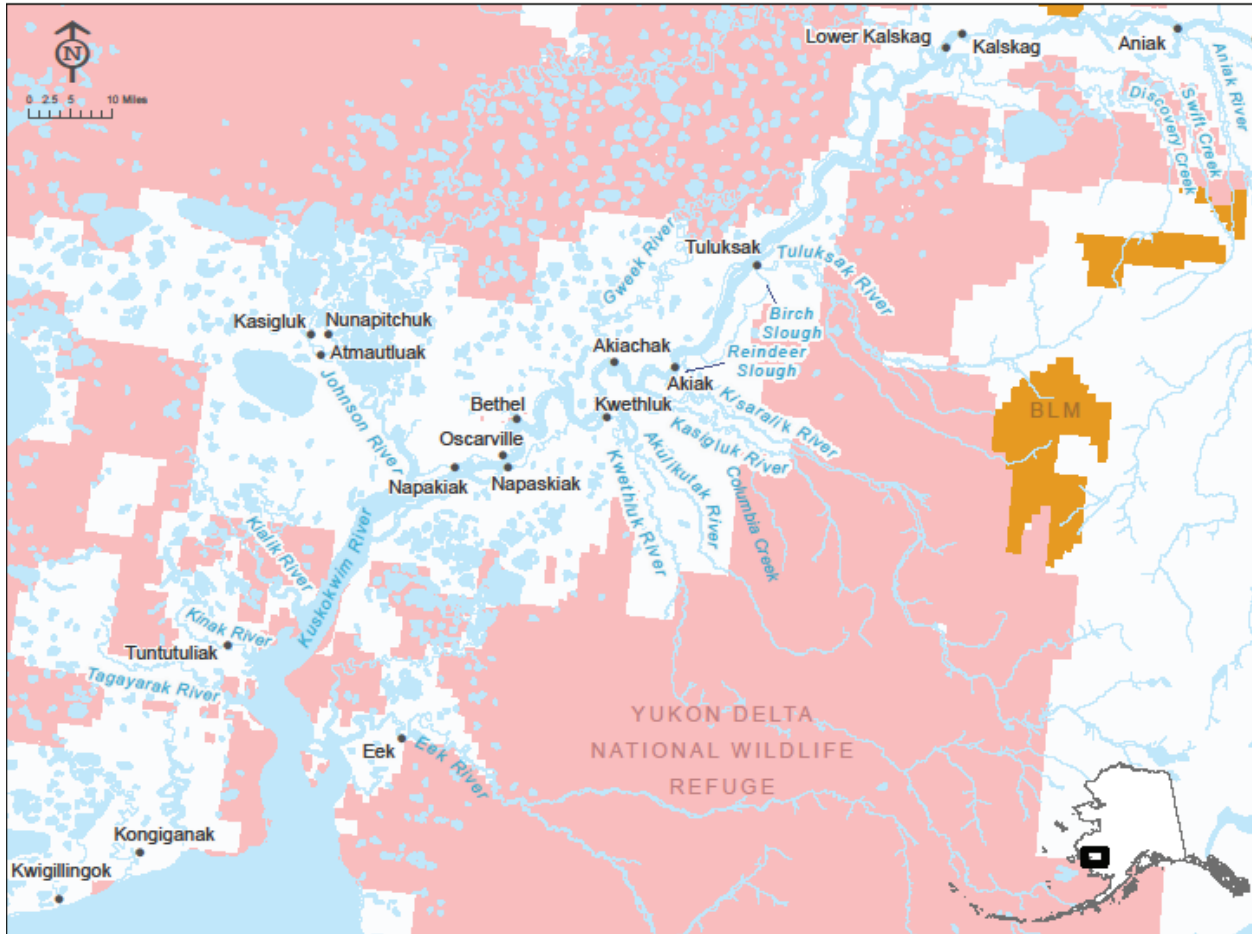 N
0 2.5 5 10 Miles
Lower Kalskag
Kalskag
Aniak
Aniak River
Swift Creek
Discovery Creek
Tuluksak
Tuluksak River
Gweek River
Birch
Slough
Reindeer
Slough
Kasigluk
Nunapitchuk
Atmautluak
Johnson River
Akiachak
Akiak
Kisaralik River
BLM
Bethel
Kwethluk
Kasigluk River
Oscarville
Akulikutak River
Columbia Creek
Napakiak
Napaskiak
Kwethluk River
Kialik River
Kuskokwim River
Kinak River
Tuntutuliak
Tagayarak River
YUKON DELTA
NATIONAL WILDLIFE
REFUGE
Eek
Eek River
Kongiganak
Kwigillingok